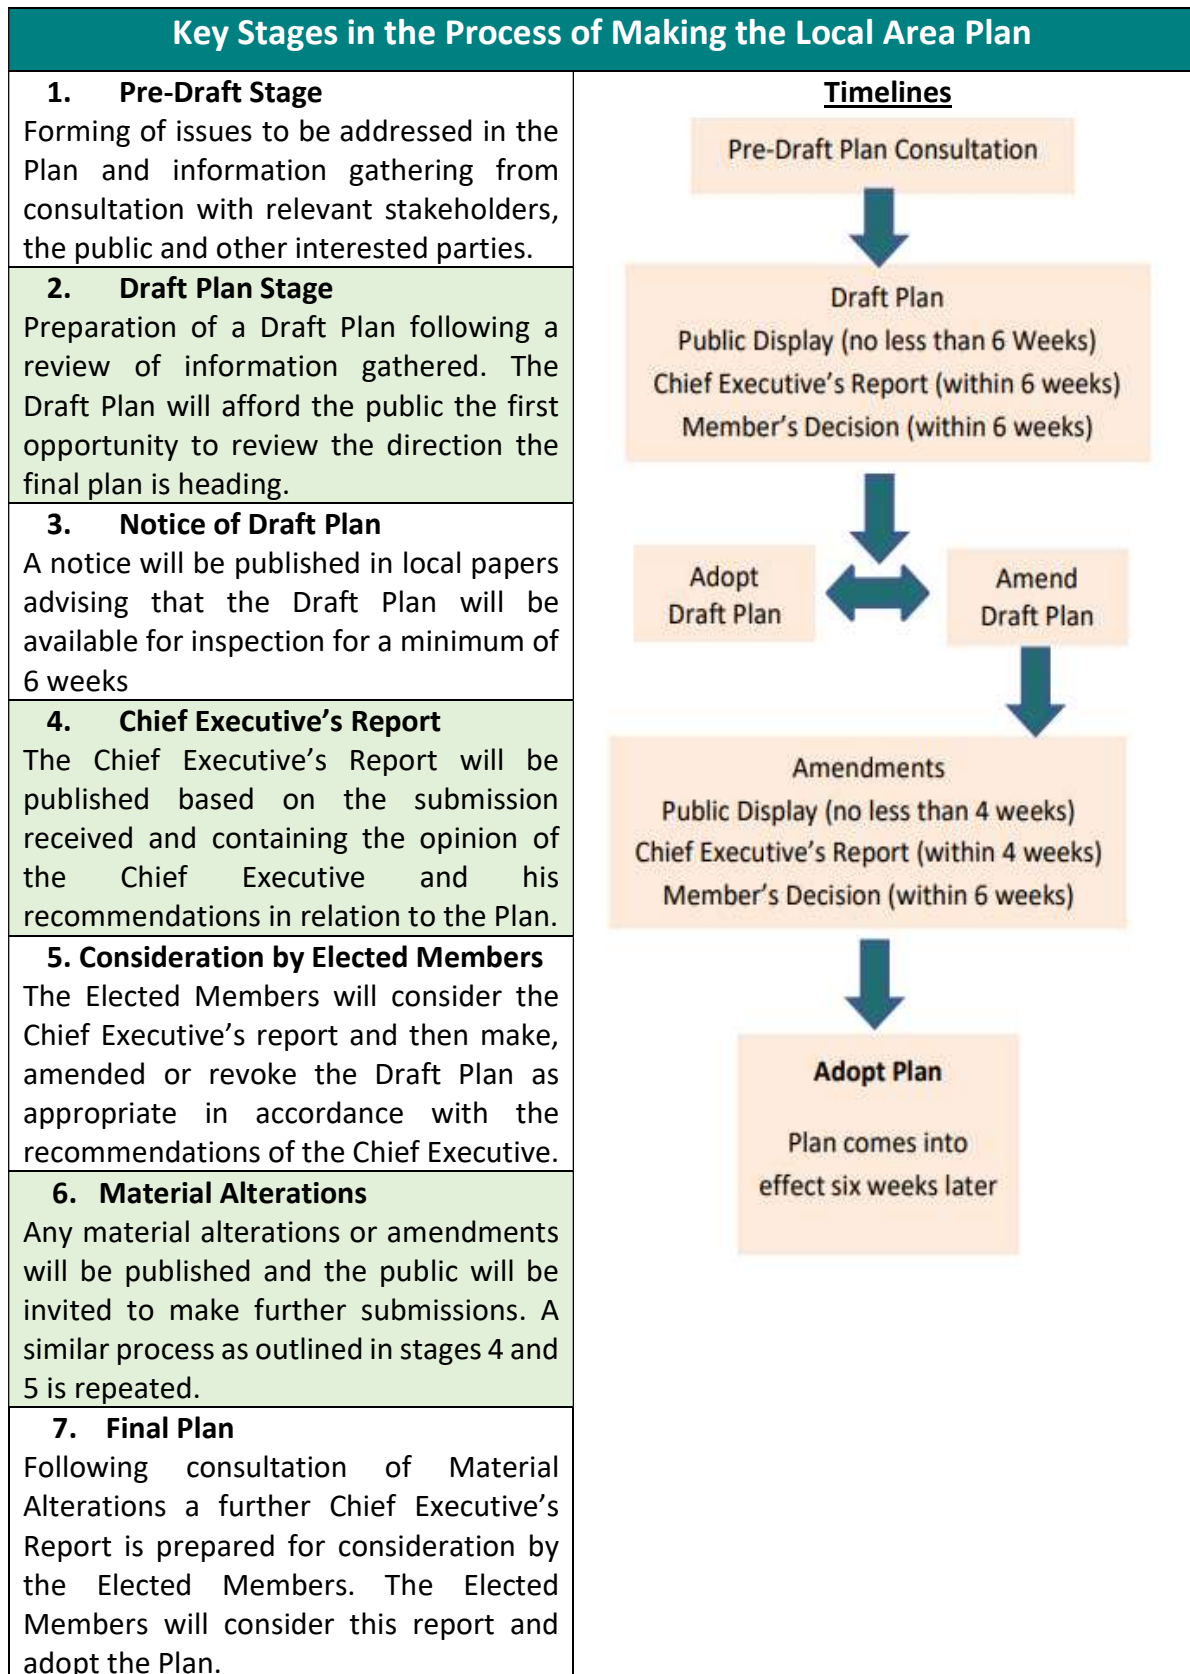 Key Stages in the Process of Making the Local Area Plan
1. Pre-Draft Stage
Forming of issues to be addressed in the
Plan and information gathering from
consultation with relevant stakeholders,
the public and other interested parties.
2. Draft Plan Stage
Preparation of a Draft Plan following a
review of information gathered. The
Draft Plan will afford the public the first
opportunity to review the direction the
final plan is heading.
3. Notice of Draft Plan
A notice will be published in local papers
advising that the Draft Plan will be
available for inspection for a minimum of
6 weeks
4. Chief Executive’s Report
The Chief Executive’s Report will be
published based on the submission
received and containing the opinion of
the Chief Executive and his
recommendations in relation to the Plan.
5. Consideration by Elected Members
The Elected Members will consider the
Chief Executive’s report and then make,
amended or revoke the Draft Plan as
appropriate in accordance with the
recommendations of the Chief Executive.
6. Material Alterations
Any material alterations or amendments
will be published and the public will be
invited to make further submissions. A
similar process as outlined in stages 4 and
5 is repeated.
7. Final Plan
Following consultation of Material
Alterations a further Chief Executive’s
Report is prepared for consideration by
the Elected Members. The Elected
Members will consider this report and
adopt the Plan.
Timelines
Pre-Draft Plan Consultation
Draft Plan
Public Display (no less than 6 Weeks)
Chief Executive’s Report (within 6 weeks)
Member’s Decision (within 6 weeks)
Adopt
Draft Plan
Amend
Draft Plan
Amendments
Public Display (no less than 4 weeks)
Chief Executive’s Report (within 4 weeks)
Member’s Decision (within 6 weeks)
Adopt Plan
Plan comes into
effect six weeks later